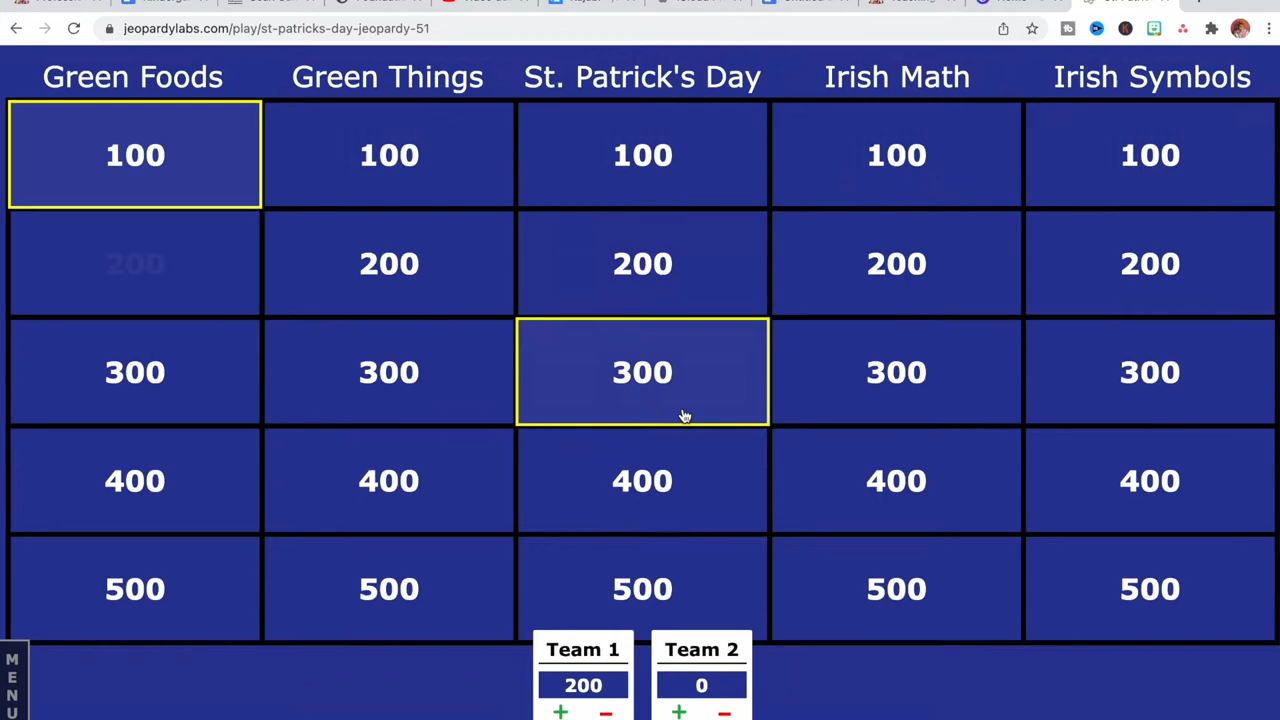 jeopardylabs.com/play/st-patricks-day-jeopardy-51
Green Foods Green Things St. Patrick's Day Irish Math Irish Symbols
100 100 100 100 100
200 200 200 200 200
300 300 300 300 300
400 400 400 400 400
500 500 500 500 500
MENU
Team 1 Team 2
200 0
+ − + −